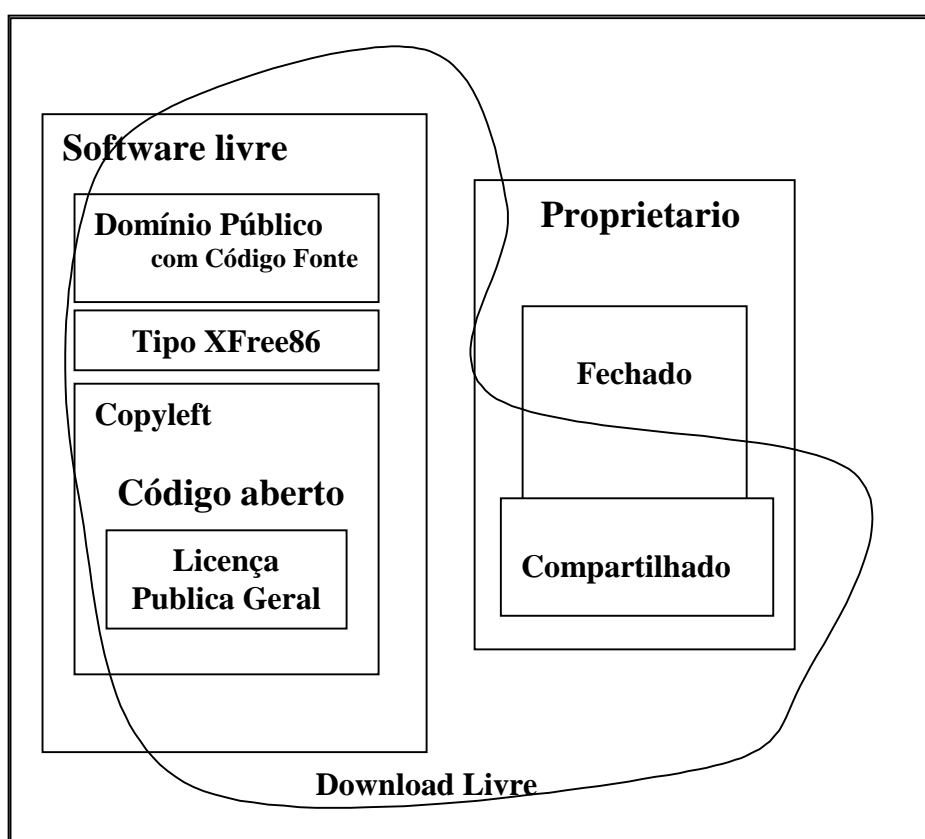 Software livre
Domínio Público
com Código Fonte
Tipo XFree86
Copyleft
Código aberto
Licença
Publica Geral
Proprietario
Fechado
Compartilhado
Download Livre